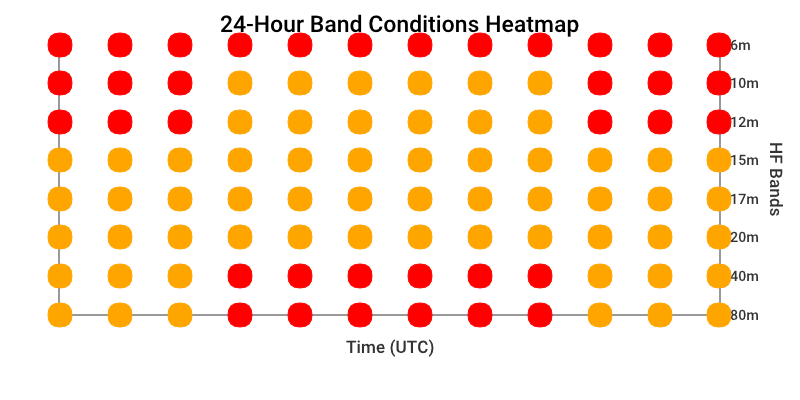 24-Hour Band Conditions Heatmap
6m
10m
12m
15m
17m
20m
40m
80m
HF Bands
Time (UTC)